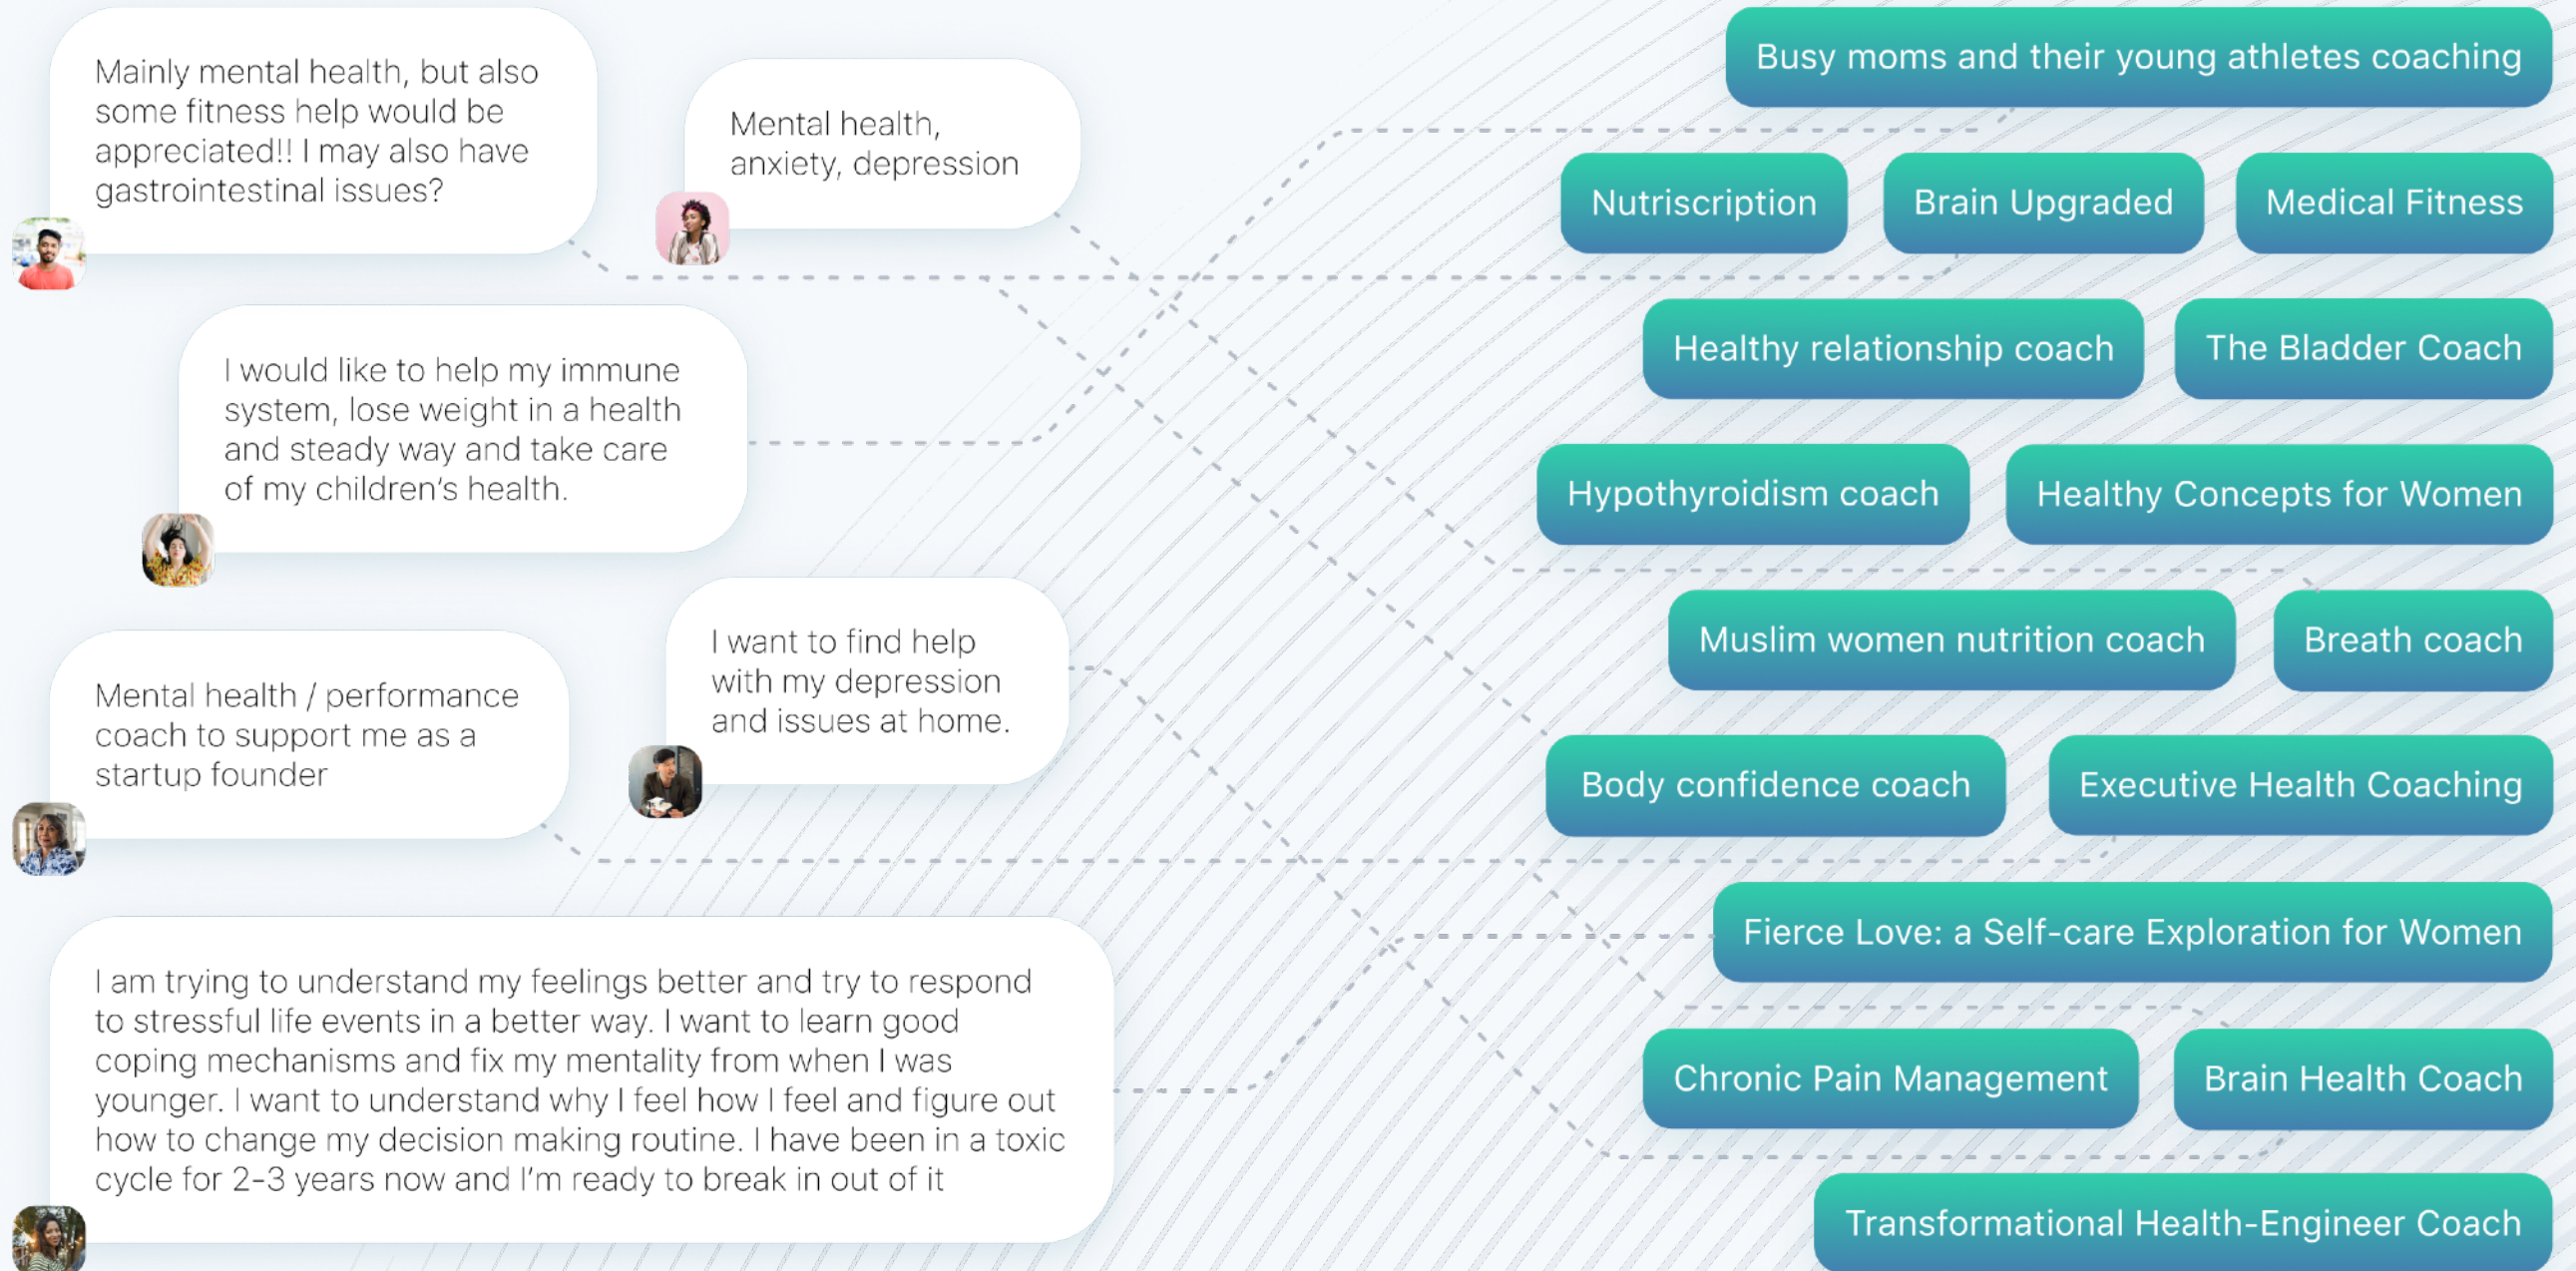 Mainly mental health, but also
some fitness help would be
appreciated!! I may also have
gastrointestinal issues?
Mental health,
anxiety, depression
I would like to help my immune
system, lose weight in a health
and steady way and take care
of my children's health.
I want to find help
with my depression
and issues at home.
Mental health / performance
coach to support me as a
startup founder
I am trying to understand my feelings better and try to respond
to stressful life events in a better way. I want to learn good
coping mechanisms and fix my mentality from when I was
younger. I want to understand why I feel how I feel and figure out
how to change my decision making routine. I have been in a toxic
cycle for 2-3 years now and I'm ready to break in out of it
Busy moms and their young athletes coaching
Nutriscription
Brain Upgraded
Medical Fitness
Healthy relationship coach
The Bladder Coach
Hypothyroidism coach
Healthy Concepts for Women
Muslim women nutrition coach
Breath coach
Body confidence coach
Executive Health Coaching
Fierce Love: a Self-care Exploration for Women
Chronic Pain Management
Brain Health Coach
Transformational Health-Engineer Coach